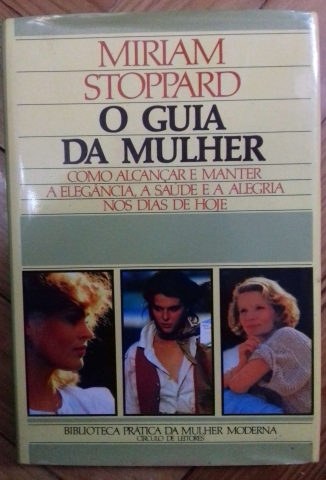 MIRIAM
STOPPARD
O GUIA
DA MULHER
COMO ALCANÇAR E MANTER
A ELEGÂNCIA, A SAÚDE E A ALEGRIA
NOS DIAS DE HOJE
BIBLIOTECA PRÁTICA DA MULHER MODERNA
CÍRCULO DE LEITORES